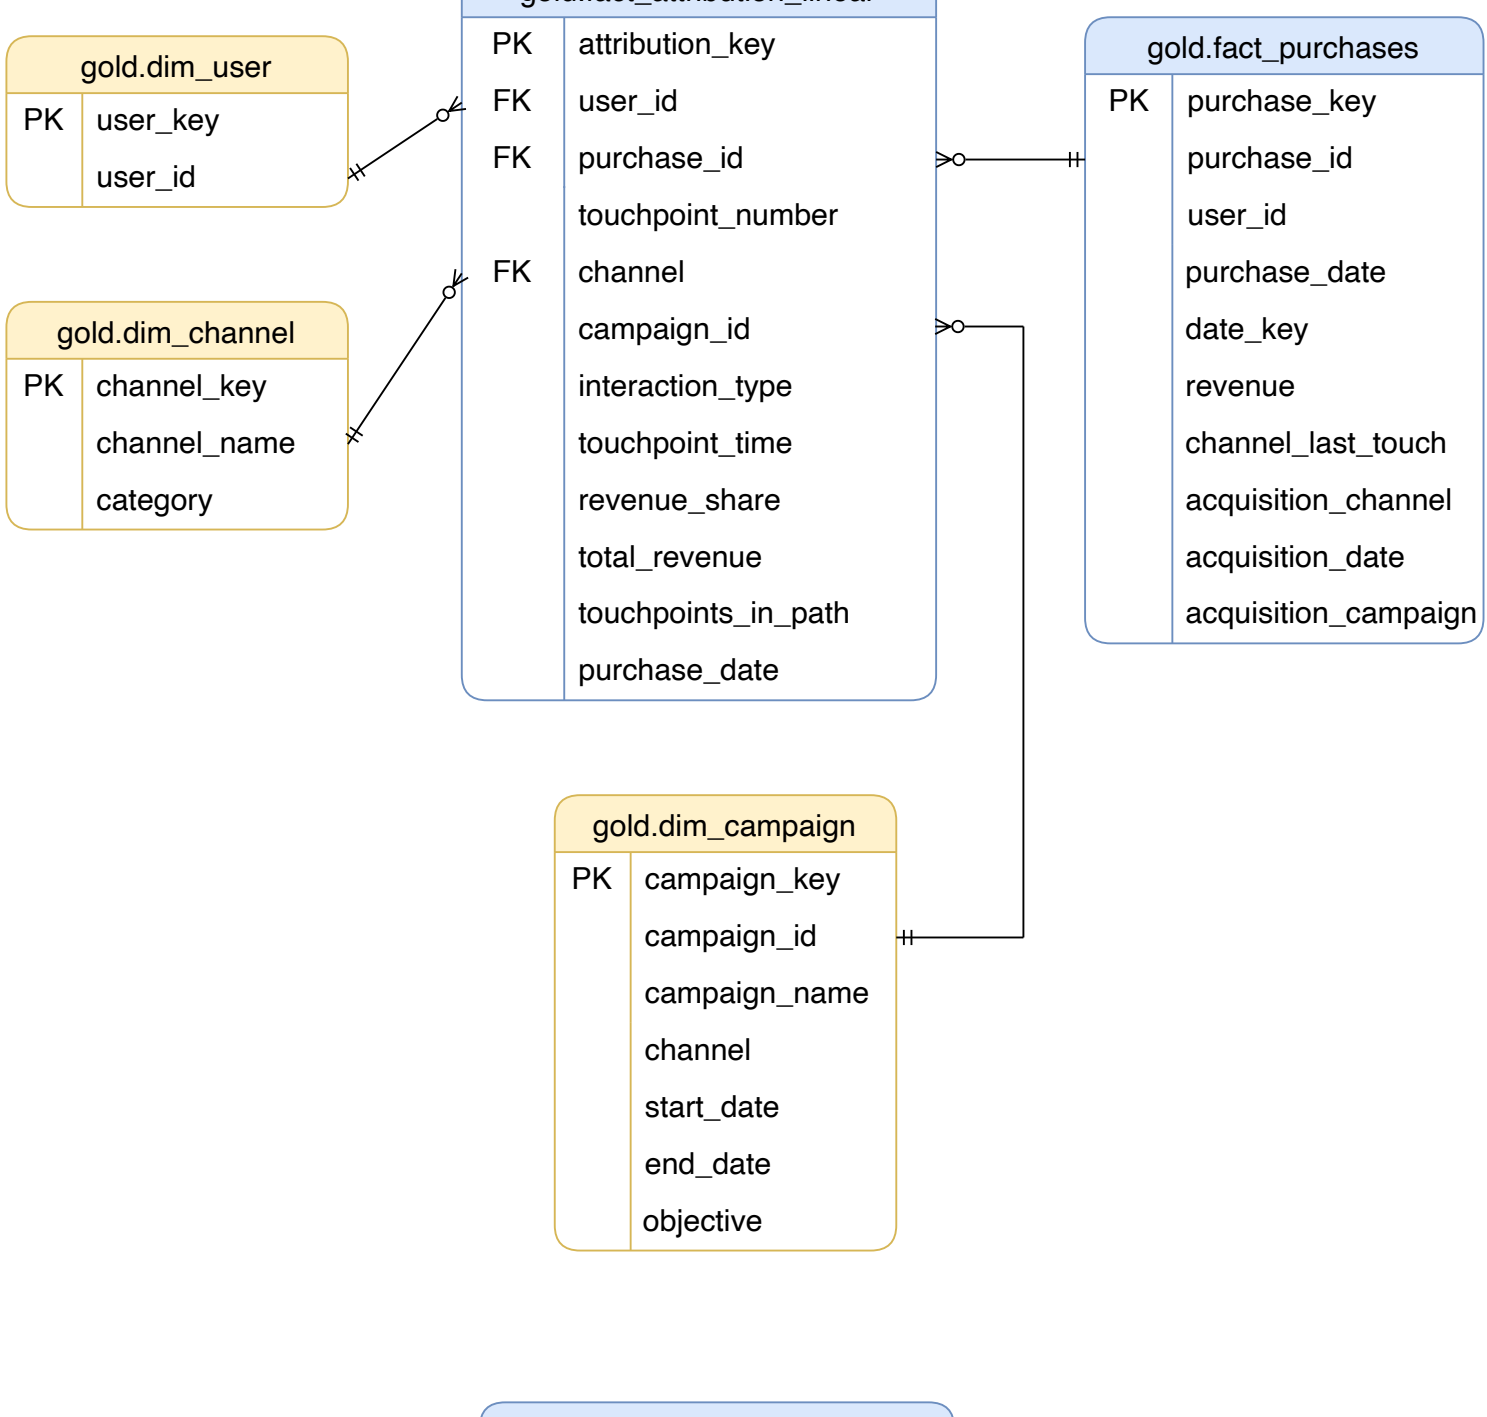 gold.fact_attribution_linear
PK attribution_key
FK user_id
FK purchase_id
touchpoint_number
FK channel
campaign_id
interaction_type
touchpoint_time
revenue_share
total_revenue
touchpoints_in_path
purchase_date
gold.dim_user
PK user_key
user_id
gold.dim_channel
PK channel_key
channel_name
category
gold.fact_purchases
PK purchase_key
purchase_id
user_id
purchase_date
date_key
revenue
channel_last_touch
acquisition_channel
acquisition_date
acquisition_campaign
gold.dim_campaign
PK campaign_key
campaign_id
campaign_name
channel
start_date
end_date
objective